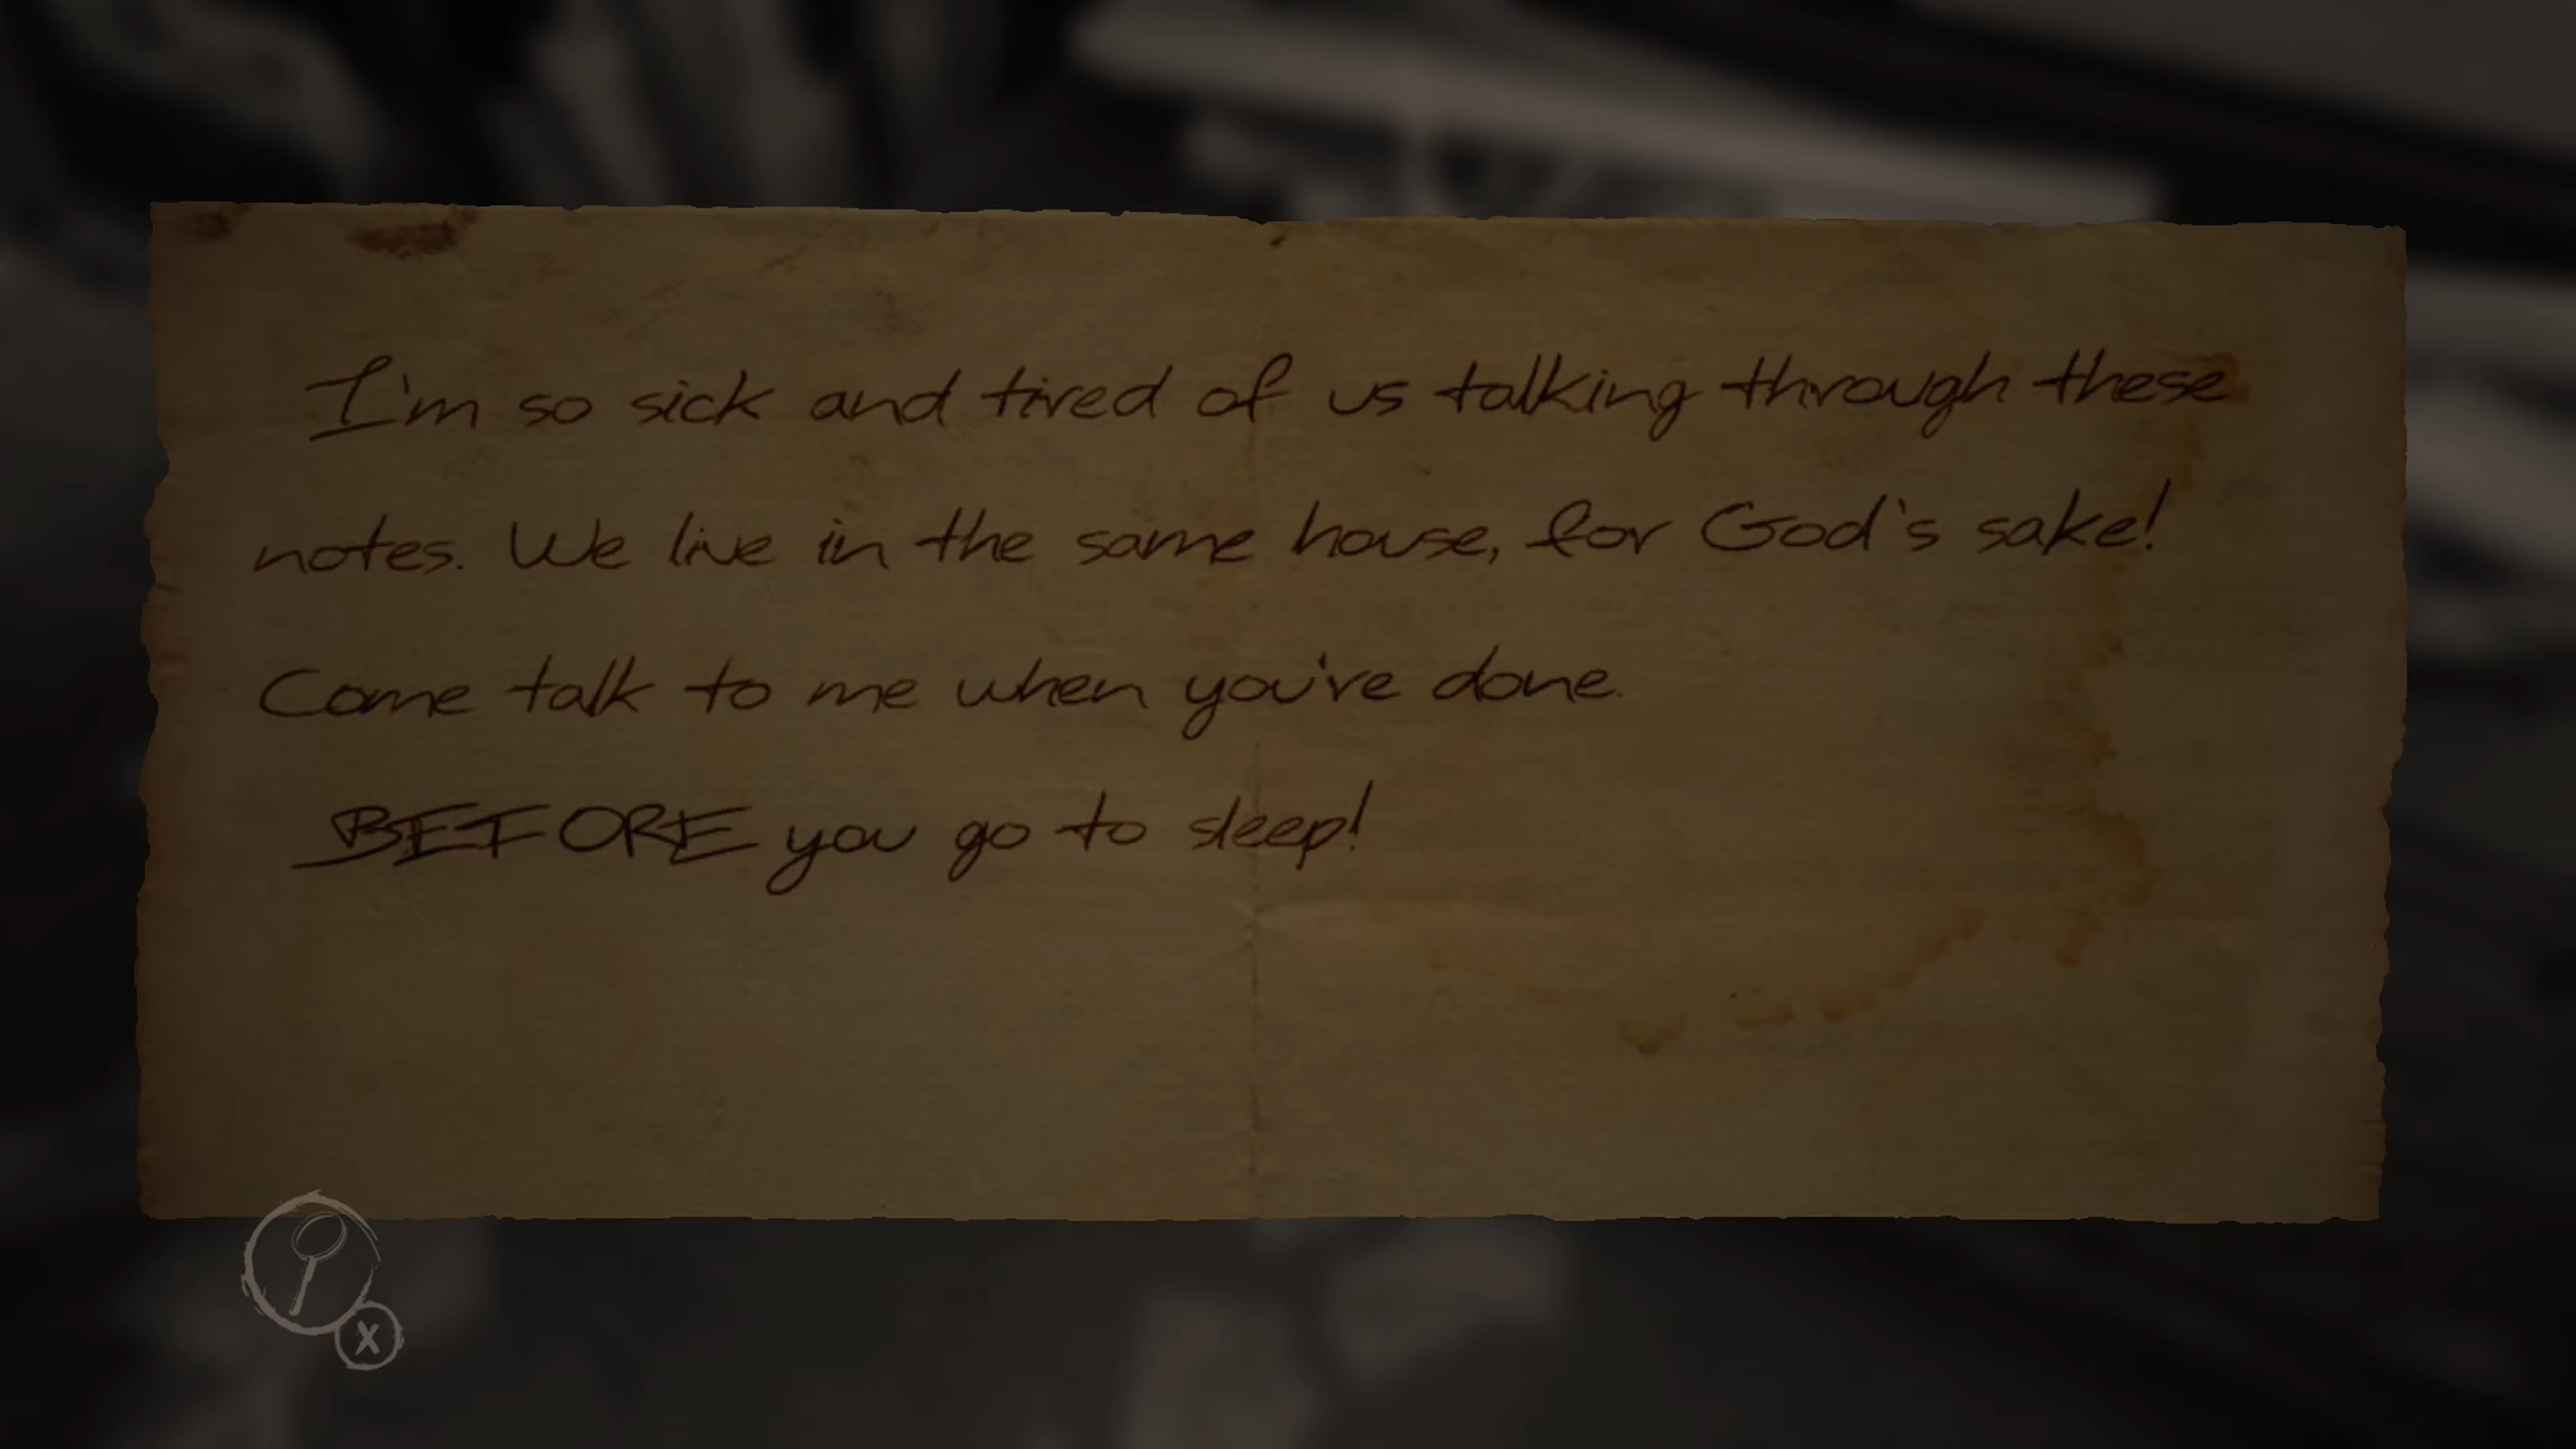 I'm so sick and tired of us talking through these
notes. We live in the same house, for God's sake!
Come talk to me when you've done.
BEFORE you go to sleep!
X